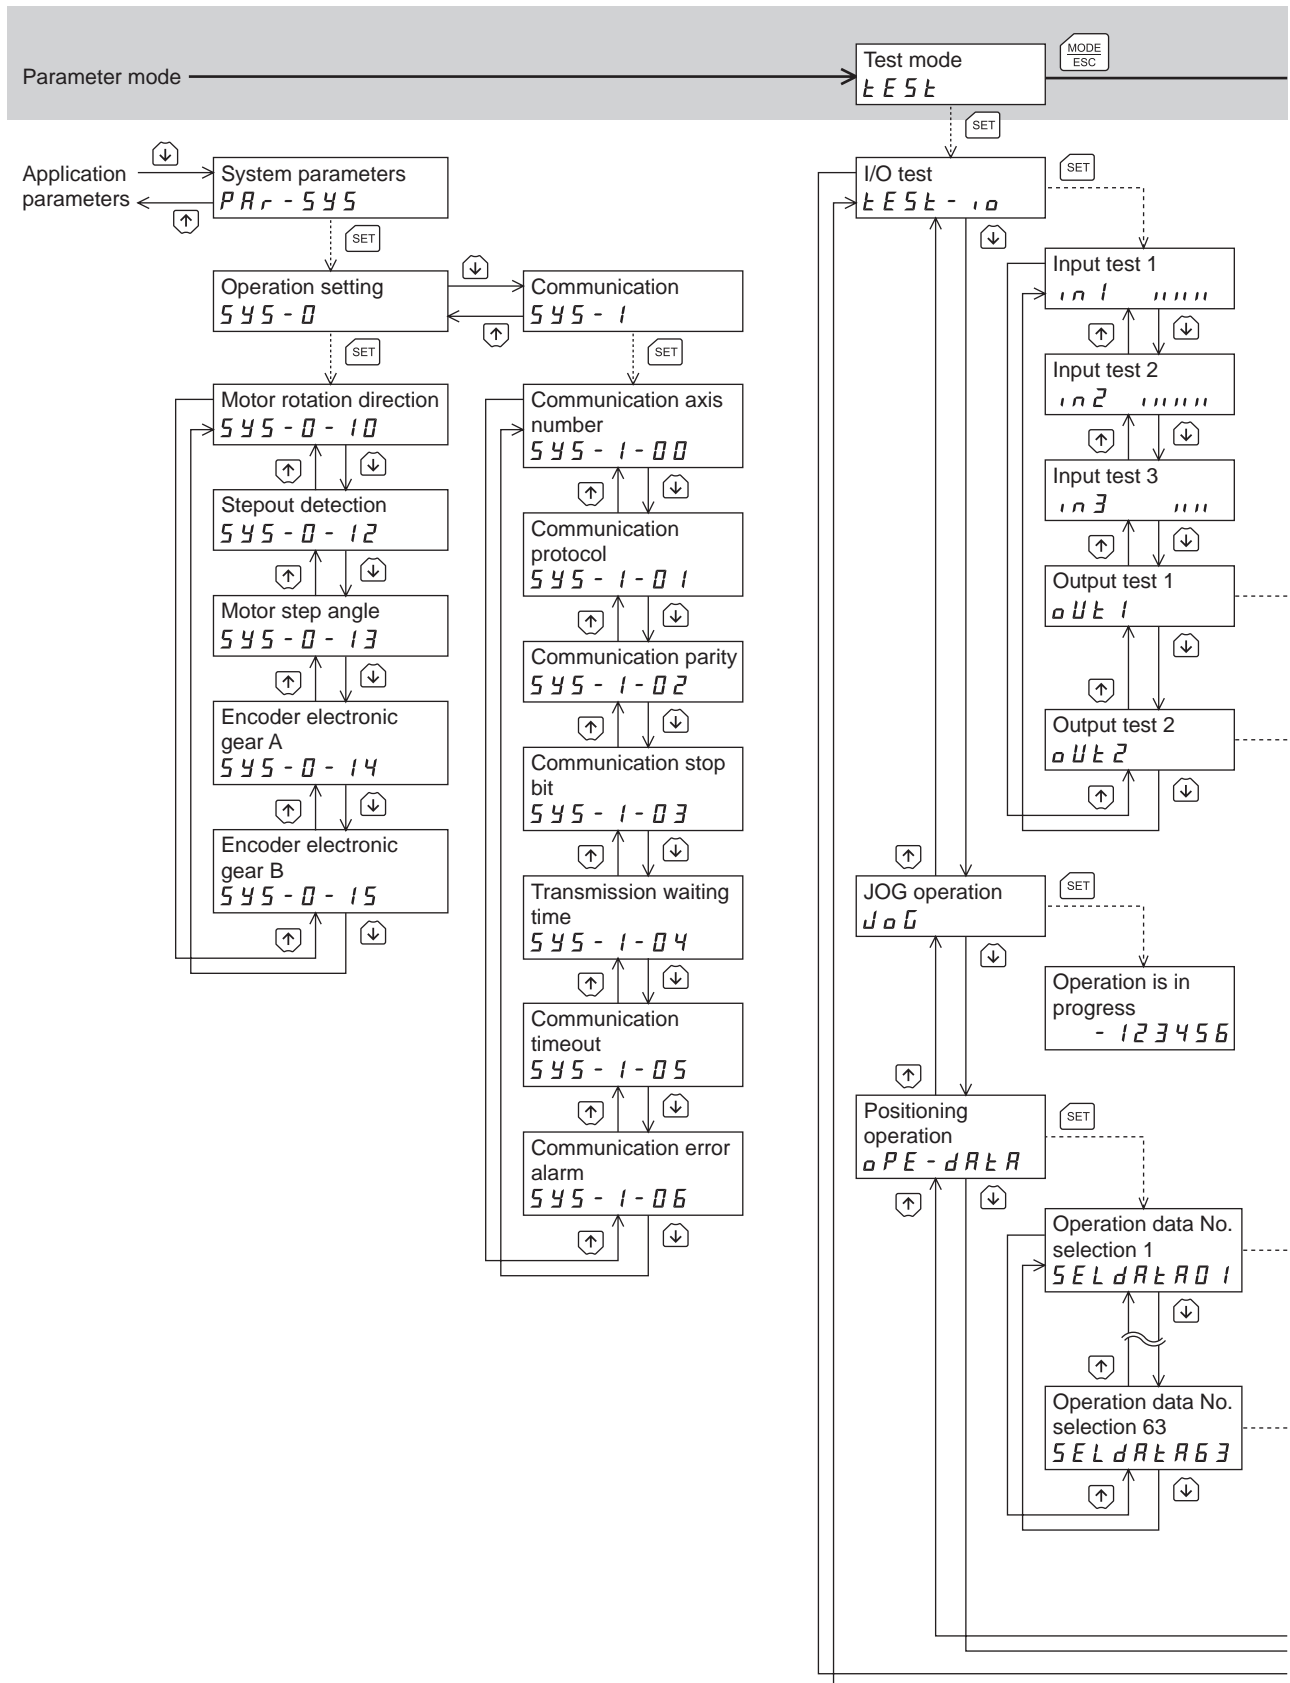 Parameter mode
Test mode
tESt
MODE
ESC
SET
Application
parameters
System parameters
PAr-SYS
SET
Operation setting
SYS-0
Communication
SYS-1
SET
SET
Motor rotation direction
SYS-0-10
Stepout detection
SYS-0-12
Motor step angle
SYS-0-13
Encoder electronic
gear A
SYS-0-14
Encoder electronic
gear B
SYS-0-15
Communication axis
number
SYS-1-00
Communication
protocol
SYS-1-01
Communication parity
SYS-1-02
Communication stop
bit
SYS-1-03
Transmission waiting
time
SYS-1-04
Communication
timeout
SYS-1-05
Communication error
alarm
SYS-1-06
I/O test
tESt-io
SET
Input test 1
in1
Input test 2
in2
Input test 3
in3
Output test 1
oUt1
Output test 2
oUt2
JOG operation
JoG
SET
Operation is in
progress
-123456
Positioning
operation
oPE-dAtA
SET
Operation data No.
selection 1
SELdAtA01
Operation data No.
selection 63
SELdAtA63